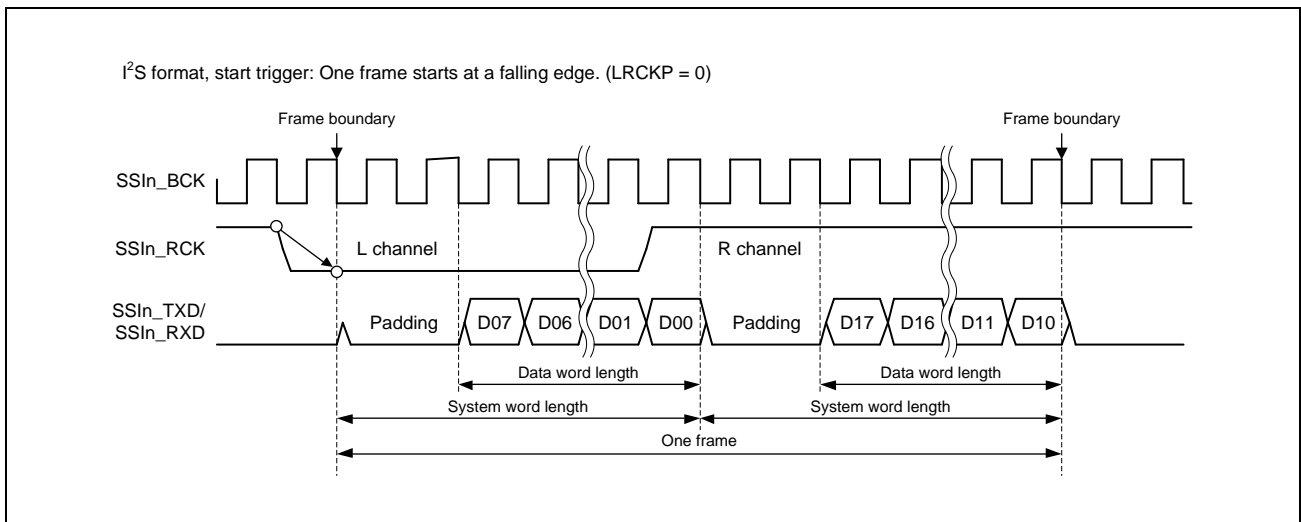 I²S format, start trigger: One frame starts at a falling edge. (LRCKP = 0)
Frame boundary Frame boundary
SSIn_BCK
SSIn_RCK L channel R channel
SSIn_TXD/
SSIn_RXD
Padding D07 D06 D01 D00 Padding D17 D16 D11 D10
Data word length Data word length
System word length System word length
One frame